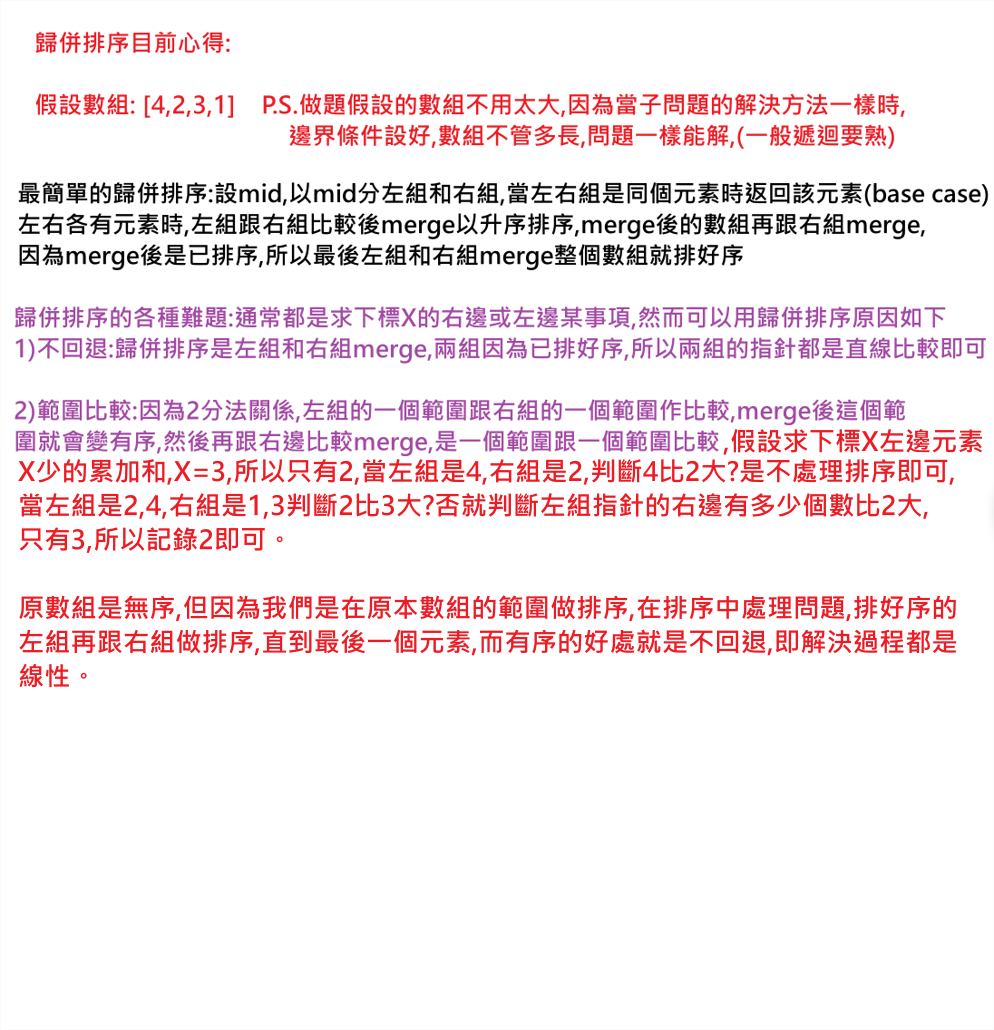 歸併排序目前心得:
假設數組: [4,2,3,1] P.S.做題假設的數組不用太大,因為當子問題的解決方法一樣時,
邊界條件設好,數組不管多長,問題一樣能解,(一般遞迴要熟)
最簡單的歸併排序:設mid,以mid分左組和右組,當左右組是同個元素時返回該元素(base case)
左右各有元素時,左組跟右組比較後merge以升序排序,merge後的數組再跟右組merge,
因為merge後是已排序,所以最後左組和右組merge整個數組就排好序
歸併排序的各種難題:通常都是求下標X的右邊或左邊某事項,然而可以用歸併排序原因如下
1)不回退:歸併排序是左組和右組merge,兩組因為已排好序,所以兩組的指針都是直線比較即可
2)範圍比較:因為2分法關係,左組的一個範圍跟右組的一個範圍作比較,merge後這個範
圍就會變有序,然後再跟右邊比較merge,是一個範圍跟一個範圍比較,假設求下標X左邊元素
X少的累加和,X=3,所以只有2,當左組是4,右組是2,判斷4比2大?是不處理排序即可,
當左組是2,4,右組是1,3判斷2比3大?否就判斷左組指針的右邊有多少個數比2大,
只有3,所以記錄2即可。
原數組是無序,但因為我們是在原本數組的範圍做排序,在排序中處理問題,排好序的
左組再跟右組做排序,直到最後一個元素,而有序的好處就是不回退,即解決過程都是
線性。